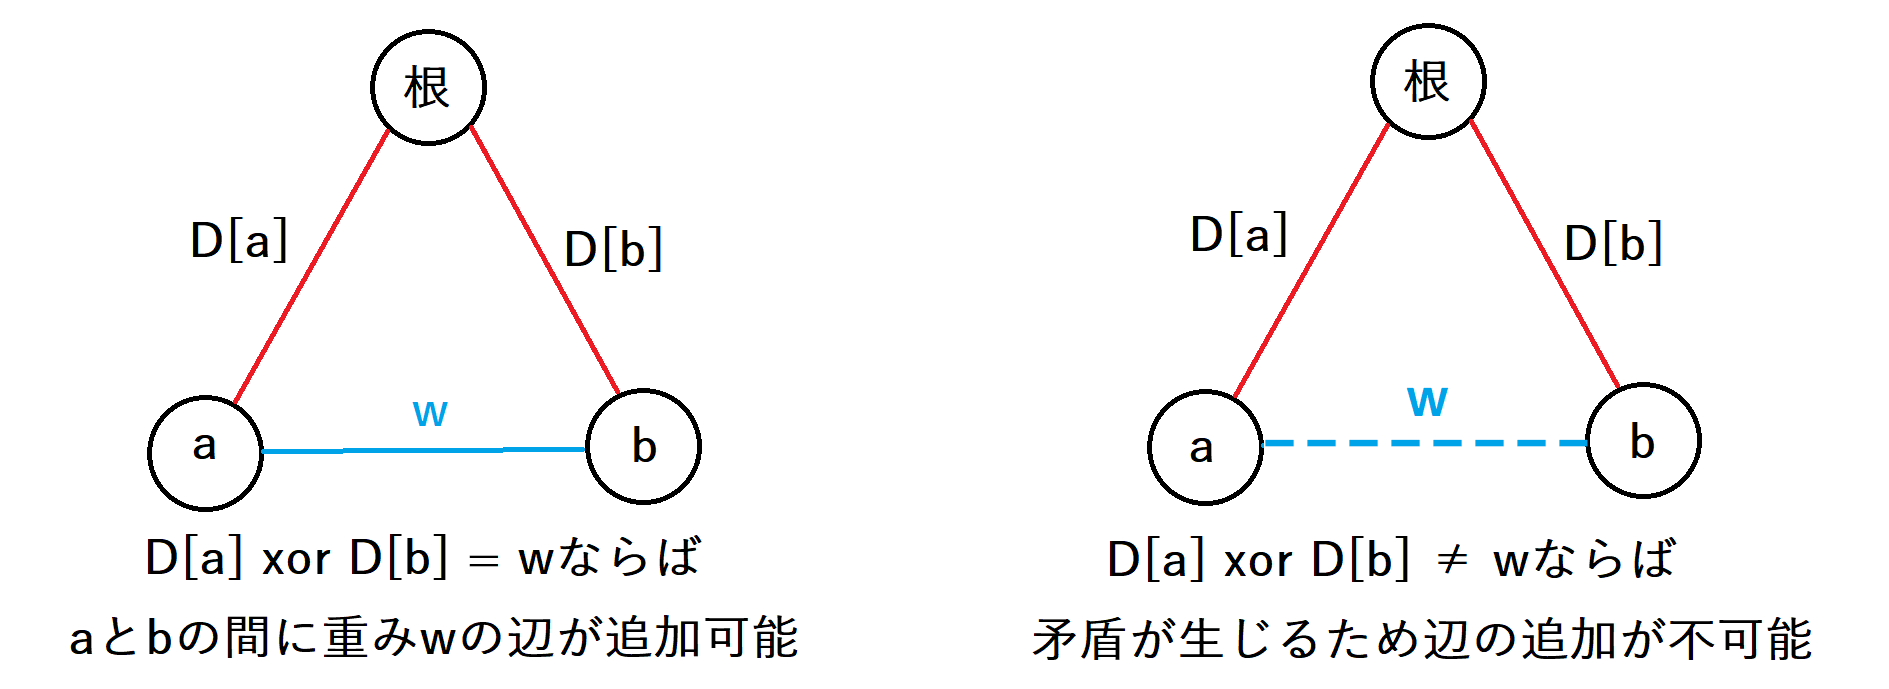 根
D[a]
D[b]
w
a
b
D[a] xor D[b] = wならば
aとbの間に重みwの辺が追加可能
根
D[a]
D[b]
w
a
b
D[a] xor D[b] ≠ wならば
矛盾が生じるため辺の追加が不可能